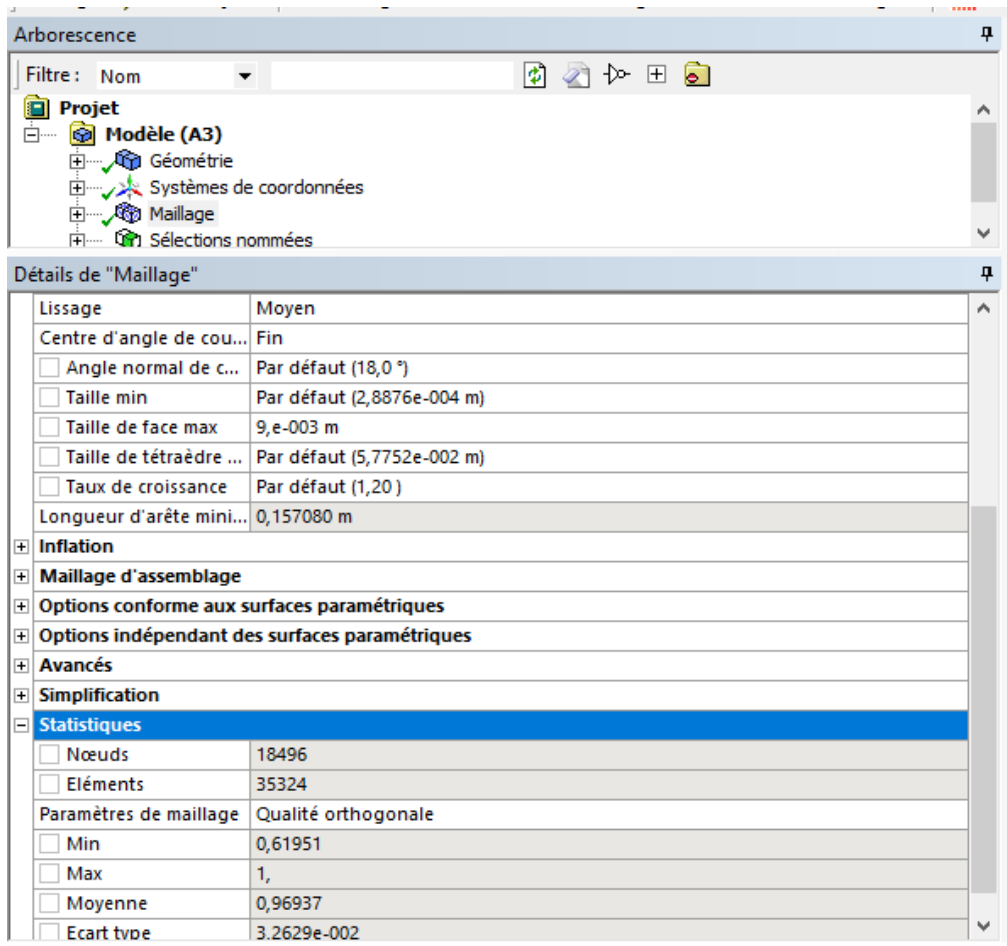 Arborescence
Filtre : Nom
Projet
Modèle (A3)
Géométrie
Systèmes de coordonnées
Maillage
Sélections nommées
Détails de "Maillage"
Lissage Moyen
Centre d'angle de cou... Fin
Angle normal de c... Par défaut (18,0 °)
Taille min Par défaut (2,8876e-004 m)
Taille de face max 9,e-003 m
Taille de tétraèdre ... Par défaut (5,7752e-002 m)
Taux de croissance Par défaut (1,20 )
Longueur d'arête mini... 0,157080 m
Inflation
Maillage d'assemblage
Options conforme aux surfaces paramétriques
Options indépendant des surfaces paramétriques
Avancés
Simplification
Statistiques
Nœuds 18496
Eléments 35324
Paramètres de maillage Qualité orthogonale
Min 0,61951
Max 1,
Moyenne 0,96937
Ecart type 3,2629e-002